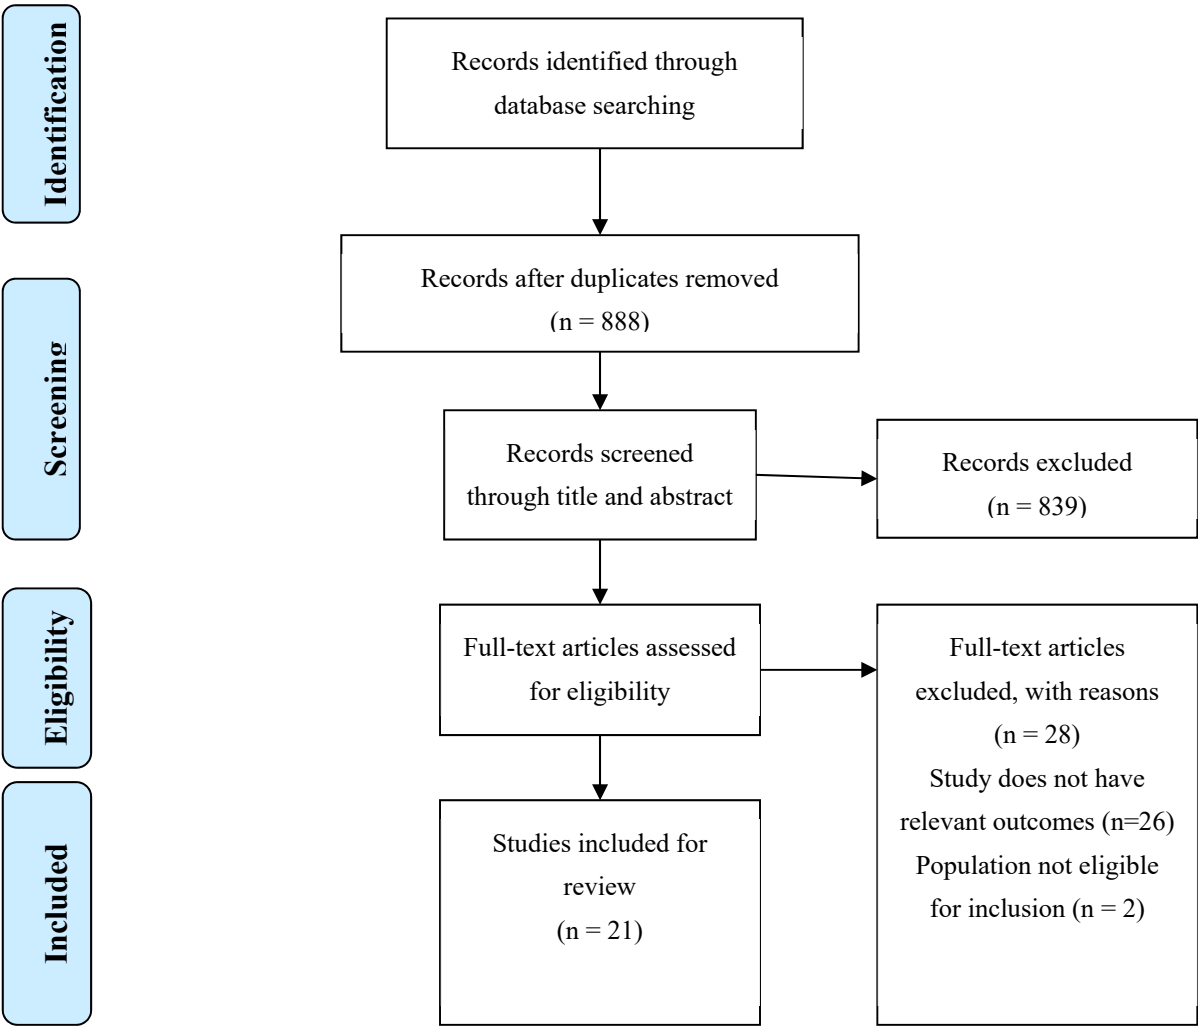 Identification
Records identified through
database searching
Records after duplicates removed
(n = 888)
Screening
Records screened
through title and abstract
Records excluded
(n = 839)
Eligibility
Full-text articles assessed
for eligibility
Full-text articles
excluded, with reasons
(n = 28)
Study does not have
relevant outcomes (n=26)
Population not eligible
for inclusion (n = 2)
Included
Studies included for
review
(n = 21)